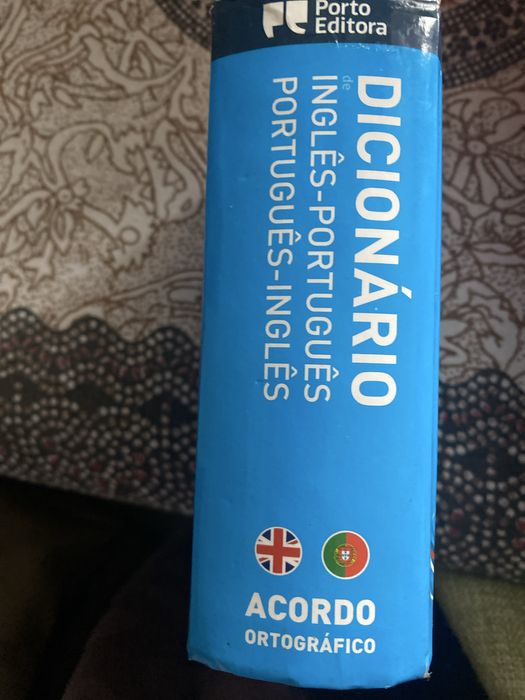 Porto
Editora
DICIONÁRIO
de
INGLÊS-PORTUGUÊS
PORTUGUÊS-INGLÊS
ACORDO
ORTOGRÁFICO